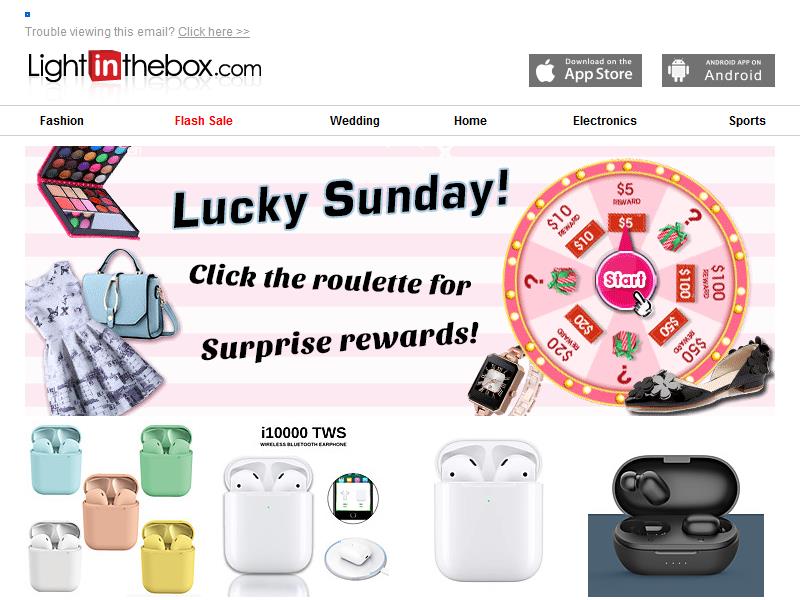 Trouble viewing this email? Click here >>
Lightinthebox.com
Download on the
App Store
ANDROID APP ON
Android
Fashion
Flash Sale
Wedding
Home
Electronics
Sports
Lucky Sunday!
Click the roulette for
Surprise rewards!
$5
REWARD
$5
?
$100
REWARD
$100
$50
REWARD
$50
?
$20
REWARD
$20
?
$10
REWARD
$10
Start
i10000 TWS
WIRELESS BLUETOOTH EARPHONE